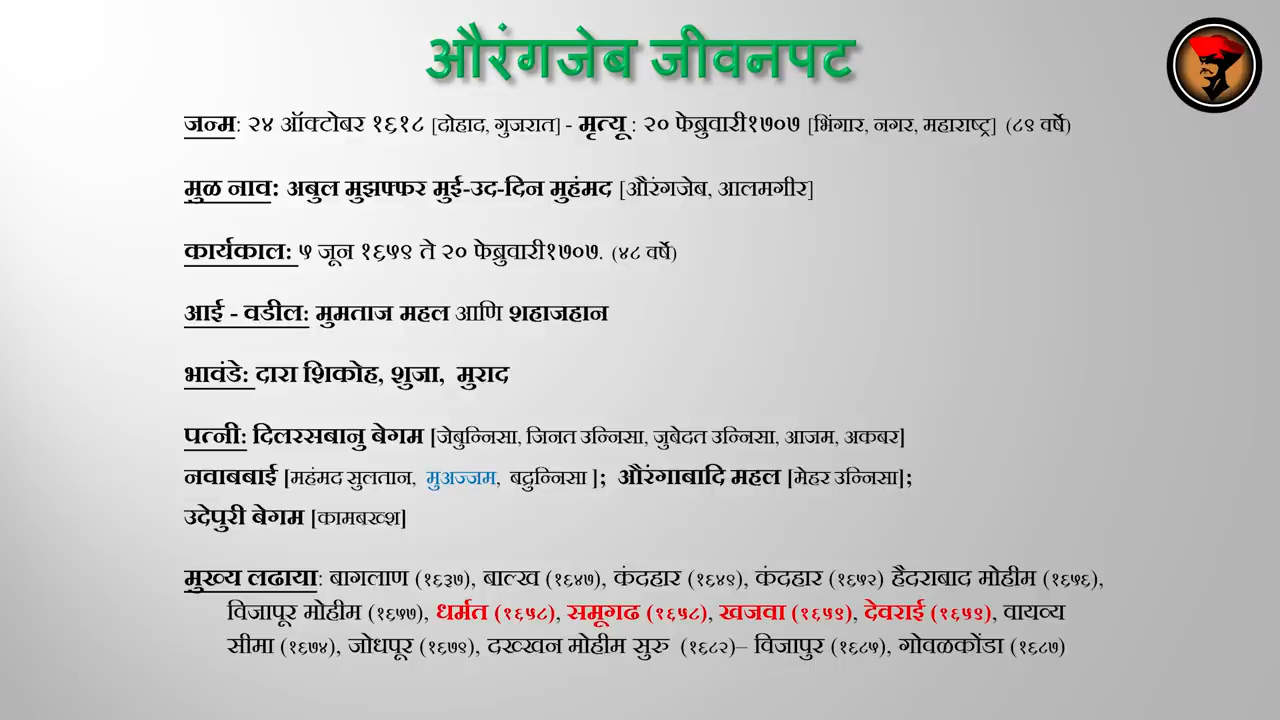 औरंगजेब जीवनपट
जन्म: २४ ऑक्टोबर १६१८ [दोहाद, गुजरात] - मृत्यू : २० फेब्रुवारी१७०७ [भिंगार, नगर, महाराष्ट्र] (८९ वर्षे)
मुळ नाव: अबुल मुझफ्फर मुई-उद-दिन मुहंमद [औरंगजेब, आलमगीर]
कार्यकाल: ५ जून १६५९ ते २० फेब्रुवारी१७०७. (४८ वर्षे)
आई - वडील: मुमताज महल आणि शहाजहान
भावंडे: दारा शिकोह, शुजा, मुराद
पत्नी: दिलरसबानु बेगम [जेबुन्निसा, जिनत उन्निसा, जुबेदत उन्निसा, आजम, अकबर]
नवाबबाई [महंमद सुलतान, मुअज्जम, बद्रुन्निसा ]; औरंगाबादि महल [मेहर उन्निसा];
उदेपुरी बेगम [कामबख्श]
मुख्य लढाया: बागलाण (१६३७), बाल्ख (१६४७), कंदहार (१६४९), कंदहार (१६५२) हैदराबाद मोहीम (१६५६),
विजापूर मोहीम (१६५७), धर्मत (१६५८), समूगढ (१६५८), खजवा (१६५९), देवराई (१६५९), वायव्य
सीमा (१६७४), जोधपूर (१६७९), दख्खन मोहीम सुरु (१६८२)– विजापुर (१६८५), गोवळकोंडा (१६८७)